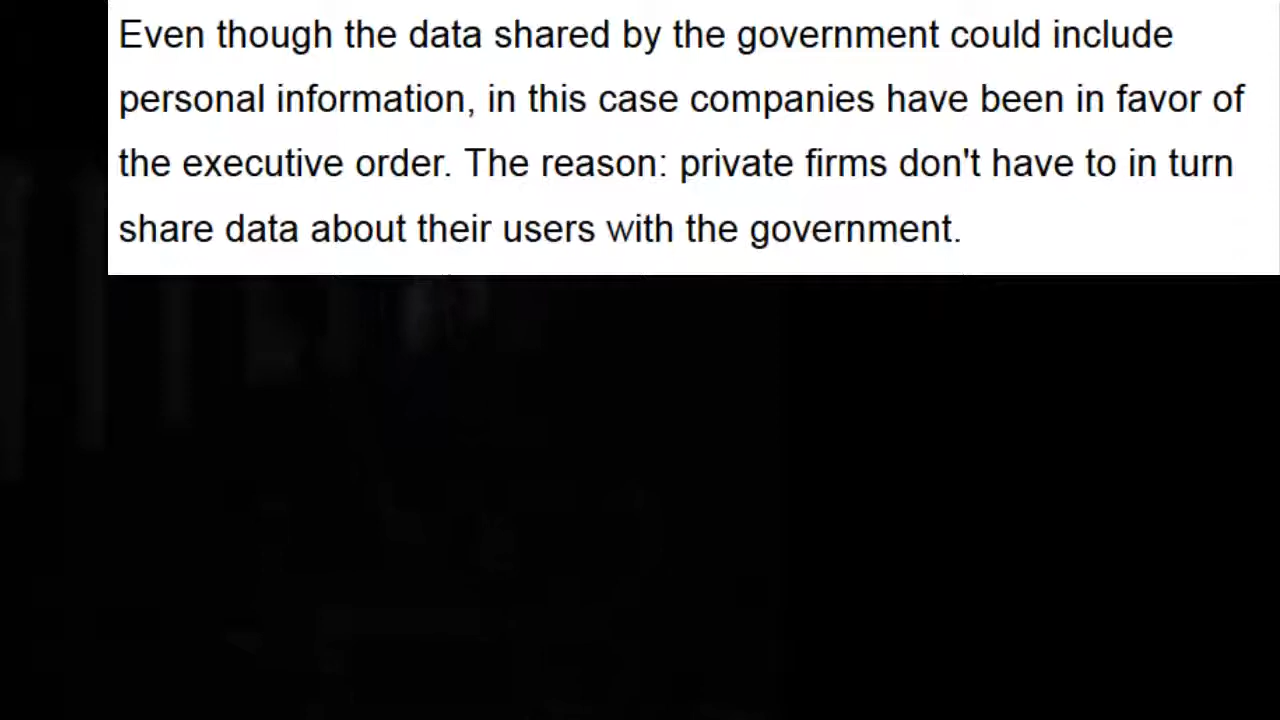 Even though the data shared by the government could include
personal information, in this case companies have been in favor of
the executive order. The reason: private firms don't have to in turn
share data about their users with the government.